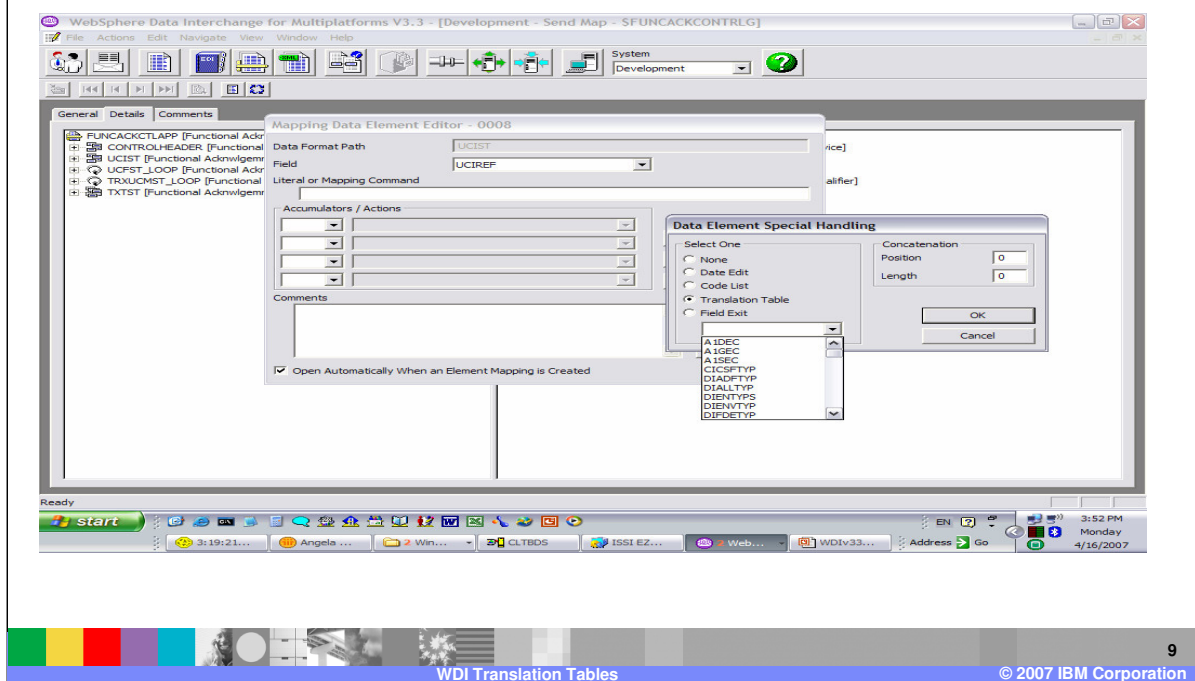 WebSphere Data Interchange for Multiplatforms V3.3 - [Development - Send Map - $FUNCACKCONTRLG]
File Actions Edit Navigate View Window Help
System
Development
General Details Comments
FUNCACKCTLAPP [Functional Ackr
CONTROLHEADER [Functional
UCIST [Functional Acknwlgemr
UCFST_LOOP [Functional Ackr
TRXUCMST_LOOP [Functional
TXTST [Functional Acknwlgemr
Mapping Data Element Editor - 0008
Data Format Path UCIST
Field UCIREF
Literal or Mapping Command
Accumulators / Actions
Comments
Open Automatically When an Element Mapping is Created
vice]
alifier]
Data Element Special Handling
Select One
None
Date Edit
Code List
Translation Table
Field Exit
Concatenation
Position 0
Length 0
OK
Cancel
A1DEC
A1GEC
A1SEC
CICSFTYP
DIADFTYP
DIALLTYP
DIENTYPS
DIENVTYP
DIFDETYP
Ready
start
EN
3:52 PM
Monday
4/16/2007
3:19:21...
Angela ...
2 Win...
CLTBDS
ISSI EZ...
2 Web...
WDIv33...
Address Go
9
WDI Translation Tables
© 2007 IBM Corporation